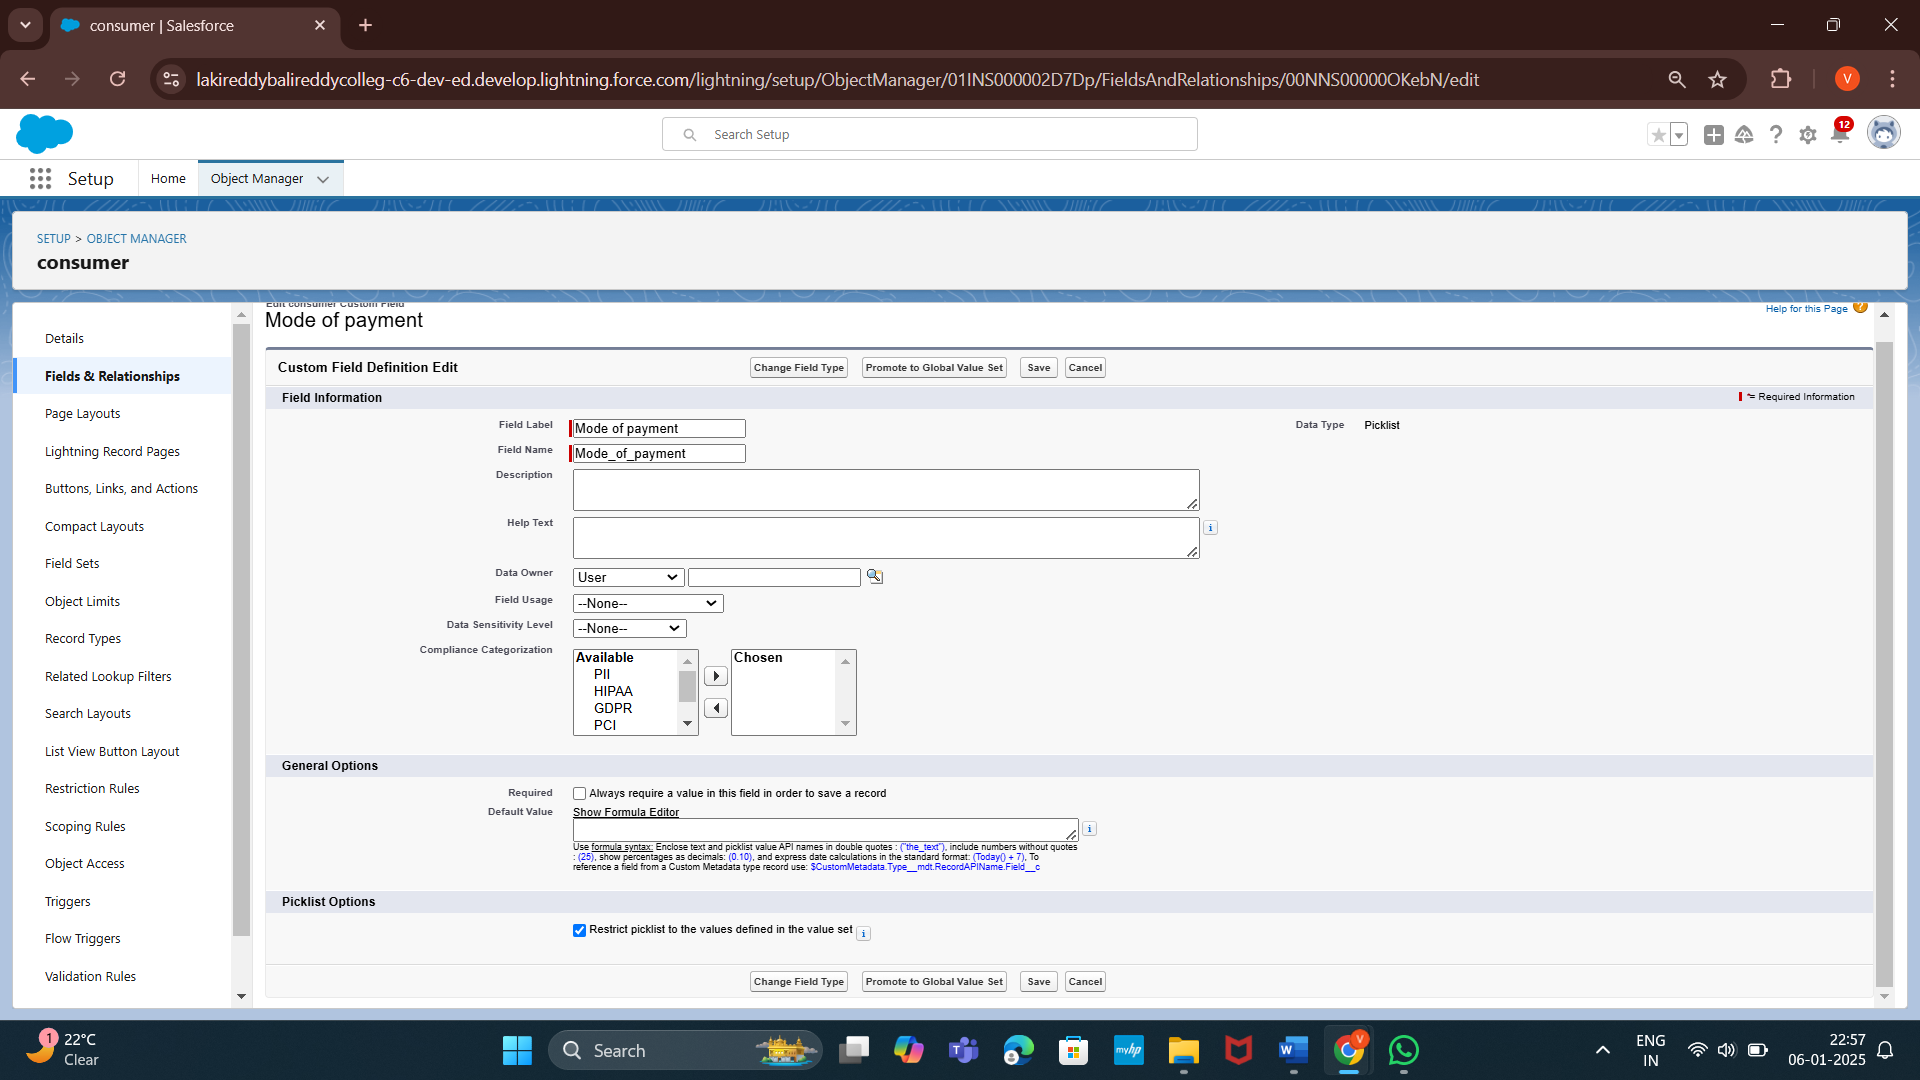 consumer | Salesforce
lakireddybalireddycolleg-c6-dev-ed.develop.lightning.force.com/lightning/setup/ObjectManager/01INS000002D7Dp/FieldsAndRelationships/00NNS00000OKebN/edit
V
Search Setup
12
Setup
Home
Object Manager
SETUP > OBJECT MANAGER
consumer
Details
Fields & Relationships
Page Layouts
Lightning Record Pages
Buttons, Links, and Actions
Compact Layouts
Field Sets
Object Limits
Record Types
Related Lookup Filters
Search Layouts
List View Button Layout
Restriction Rules
Scoping Rules
Object Access
Triggers
Flow Triggers
Validation Rules
Edit consumer Custom Field
Mode of payment
Help for this Page ?
Custom Field Definition Edit
Change Field Type
Promote to Global Value Set
Save
Cancel
Field Information
= Required Information
Field Label
Mode of payment
Data Type
Picklist
Field Name
Mode_of_payment
Description
Help Text
i
Data Owner
User
Field Usage
--None--
Data Sensitivity Level
--None--
Compliance Categorization
Available
PII
HIPAA
GDPR
PCI
Chosen
General Options
Required
Always require a value in this field in order to save a record
Default Value
Show Formula Editor
i
Use formula syntax: Enclose text and picklist value API names in double quotes : ("the_text"), include numbers without quotes
: (25), show percentages as decimals: (0.10), and express date calculations in the standard format: (Today() + 7), To
reference a field from a Custom Metadata type record use: $CustomMetadata.Type__mdt.RecordAPIName.Field__c
Picklist Options
Restrict picklist to the values defined in the value set
i
Change Field Type
Promote to Global Value Set
Save
Cancel
1
22°C
Clear
Search
myhp
W
V
ENG
IN
22:57
06-01-2025